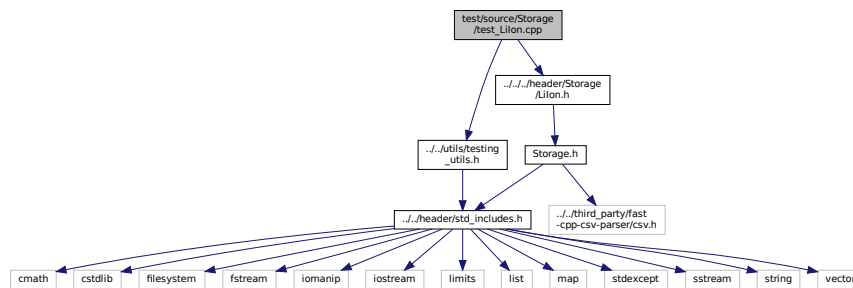 test/source/Storage
/test_LiIon.cpp
../../../header/Storage
/LiIon.h
../../utils/testing
_utils.h
Storage.h
../../header/std_includes.h
../../third_party/fast
-cpp-csv-parser/csv.h
cmath
cstdlib
filesystem
fstream
iomanip
iostream
limits
list
map
stdexcept
sstream
string
vector